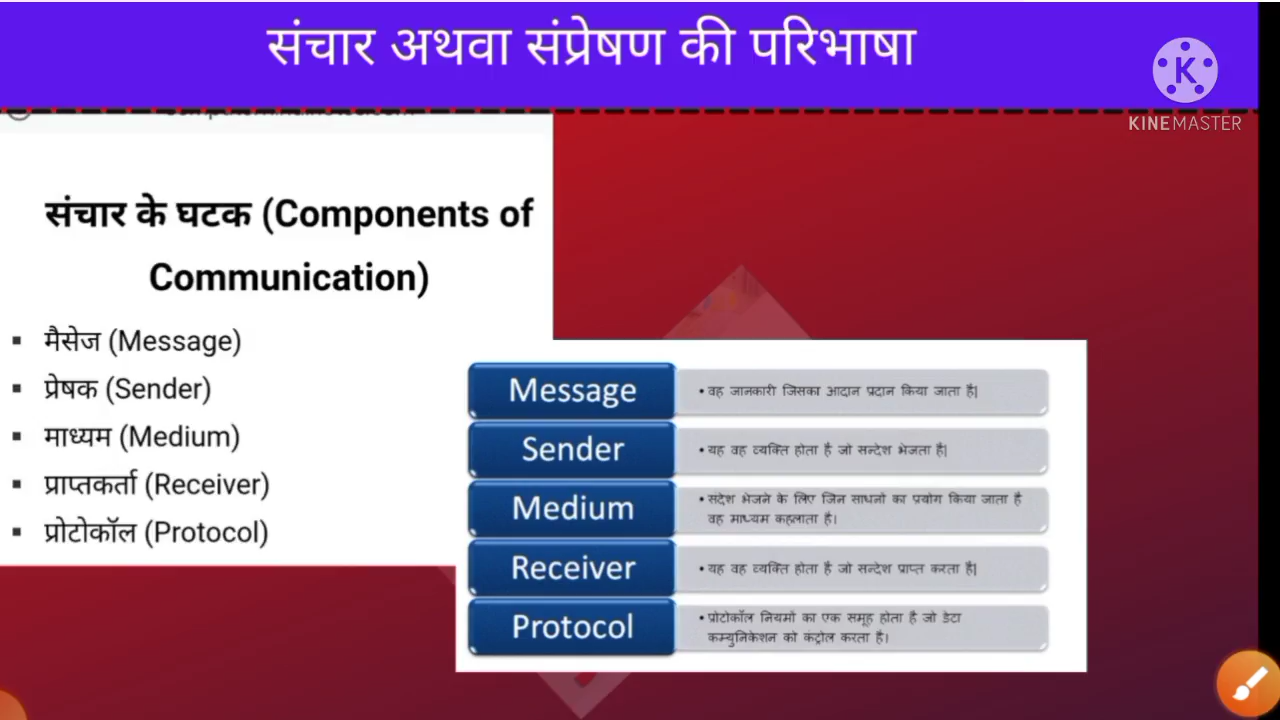 संचार अथवा संप्रेषण की परिभाषा
K
KINEMASTER
संचार के घटक (Components of
Communication)
▪ मैसेज (Message)
▪ प्रेषक (Sender)
▪ माध्यम (Medium)
▪ प्राप्तकर्ता (Receiver)
▪ प्रोटोकॉल (Protocol)
Message
• वह जानकारी जिसका आदान प्रदान किया जाता है|
Sender
• यह वह व्यक्ति होता है जो सन्देश भेजता है|
Medium
• संदेश भेजने के लिए जिन साधनों का प्रयोग किया जाता है
वह माध्यम कहलाता है।
Receiver
• यह वह व्यक्ति होता है जो सन्देश प्राप्त करता है|
Protocol
• प्रोटोकॉल नियमों का एक समूह होता है जो डेटा
कम्युनिकेशन को कंट्रोल करता है।